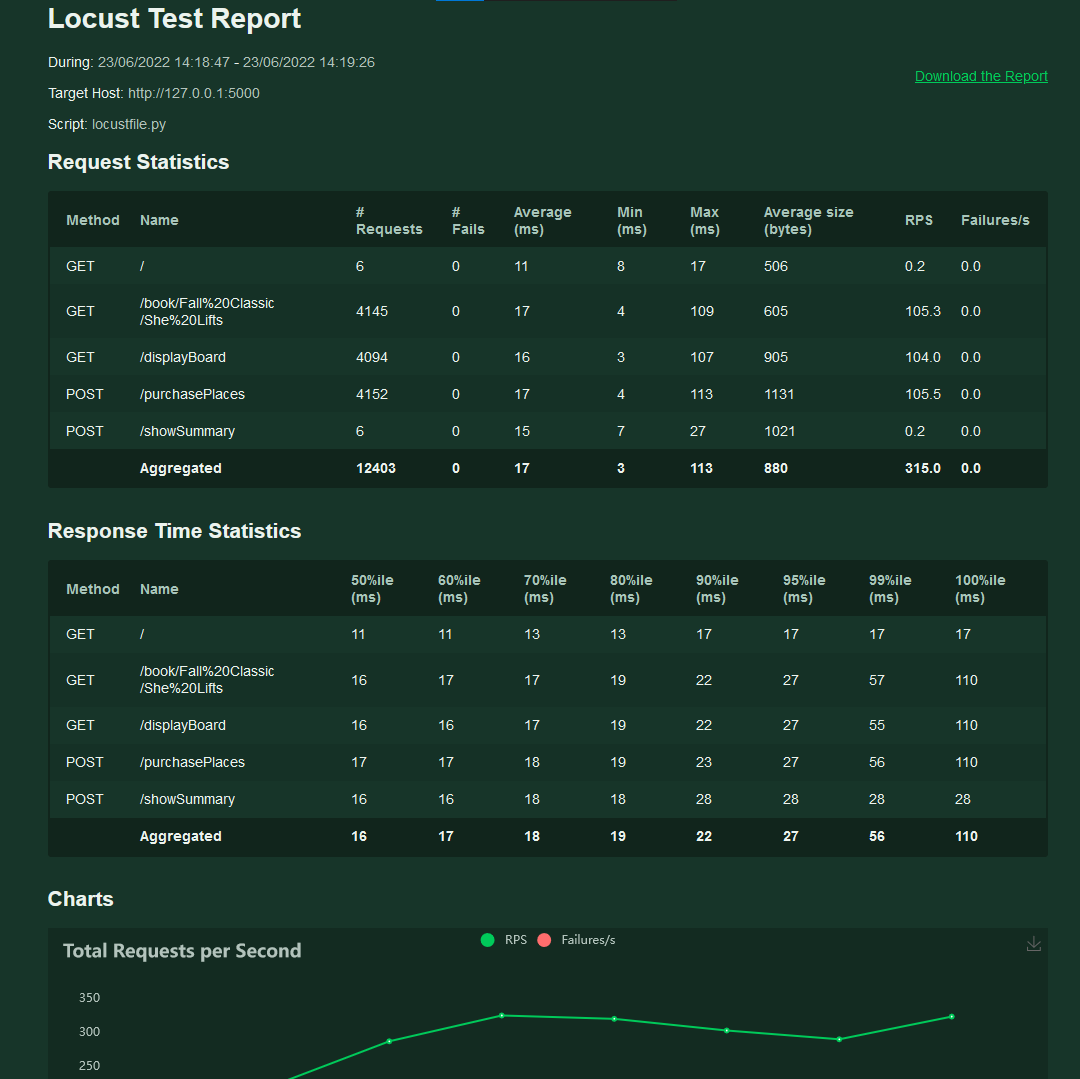 Locust Test Report
During: 23/06/2022 14:18:47 - 23/06/2022 14:19:26
Download the Report
Target Host: http://127.0.0.1:5000
Script: locustfile.py
Request Statistics
Method Name # Requests # Fails Average (ms) Min (ms) Max (ms) Average size (bytes) RPS Failures/s
GET / 6 0 11 8 17 506 0.2 0.0
GET /book/Fall%20Classic/She%20Lifts 4145 0 17 4 109 605 105.3 0.0
GET /displayBoard 4094 0 16 3 107 905 104.0 0.0
POST /purchasePlaces 4152 0 17 4 113 1131 105.5 0.0
POST /showSummary 6 0 15 7 27 1021 0.2 0.0
Aggregated 12403 0 17 3 113 880 315.0 0.0
Response Time Statistics
Method Name 50%ile (ms) 60%ile (ms) 70%ile (ms) 80%ile (ms) 90%ile (ms) 95%ile (ms) 99%ile (ms) 100%ile (ms)
GET / 11 11 13 13 17 17 17 17
GET /book/Fall%20Classic/She%20Lifts 16 17 17 19 22 27 57 110
GET /displayBoard 16 16 17 19 22 27 55 110
POST /purchasePlaces 17 17 18 19 23 27 56 110
POST /showSummary 16 16 18 18 28 28 28 28
Aggregated 16 17 18 19 22 27 56 110
Charts
Total Requests per Second
RPS Failures/s
350
300
250